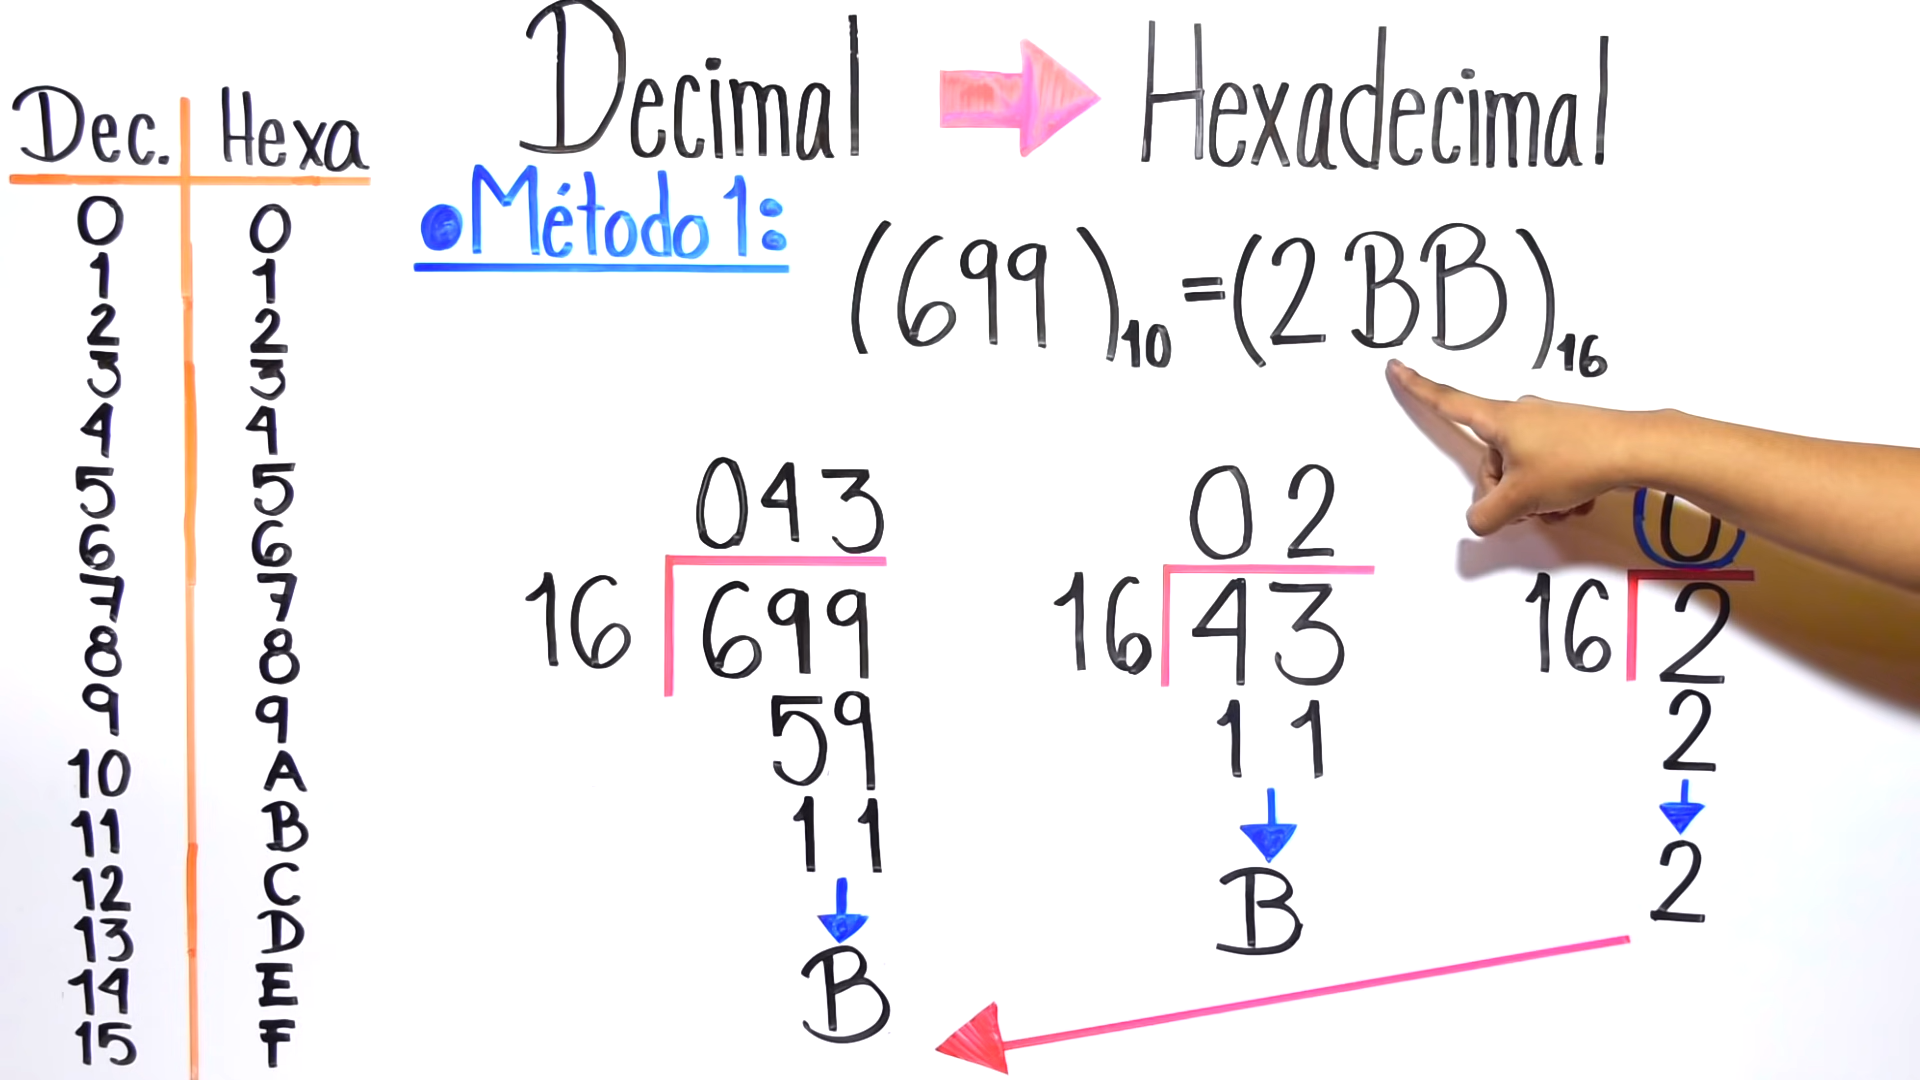 Decimal Hexadecimal
Método 1:
(699)10=(2BB)16
Dec. Hexa
0 0
1 1
2 2
3 3
4 4
5 5
6 6
7 7
8 8
9 9
10 A
11 B
12 C
13 D
14 E
15 F
043
16 699
59
11
B
02
16 43
11
B
0
16 2
2
2